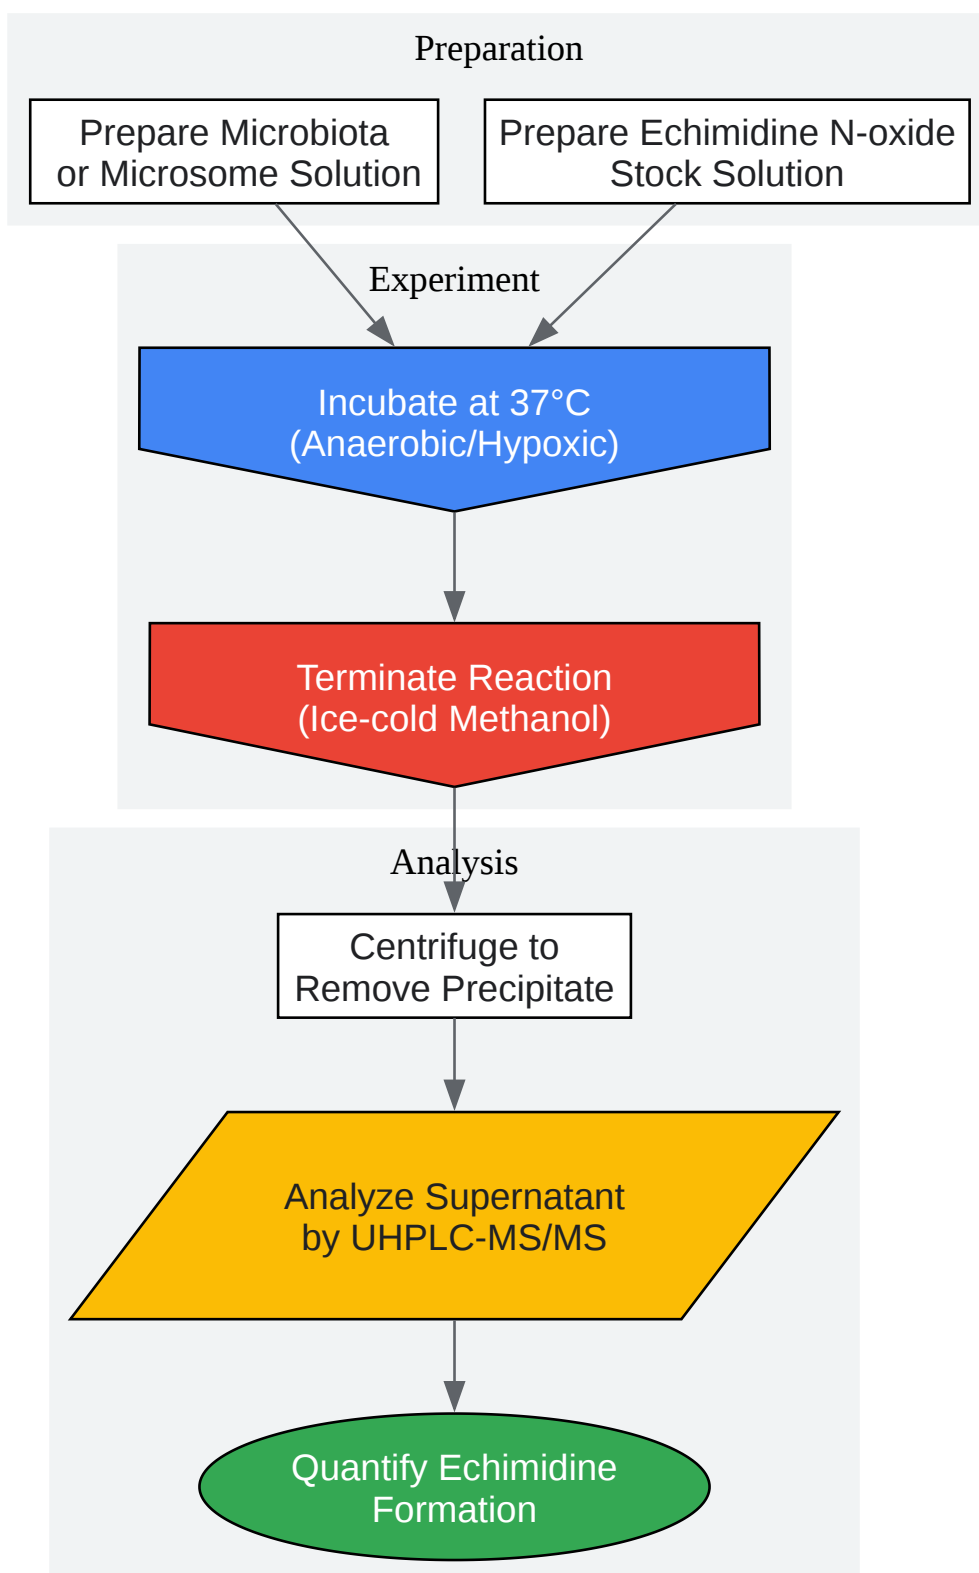 Preparation
Prepare Microbiota
or Microsome Solution
Prepare Echimidine N-oxide
Stock Solution
Experiment
Incubate at 37°C
(Anaerobic/Hypoxic)
Terminate Reaction
(Ice-cold Methanol)
Analysis
Centrifuge to
Remove Precipitate
Analyze Supernatant
by UHPLC-MS/MS
Quantify Echimidine
Formation